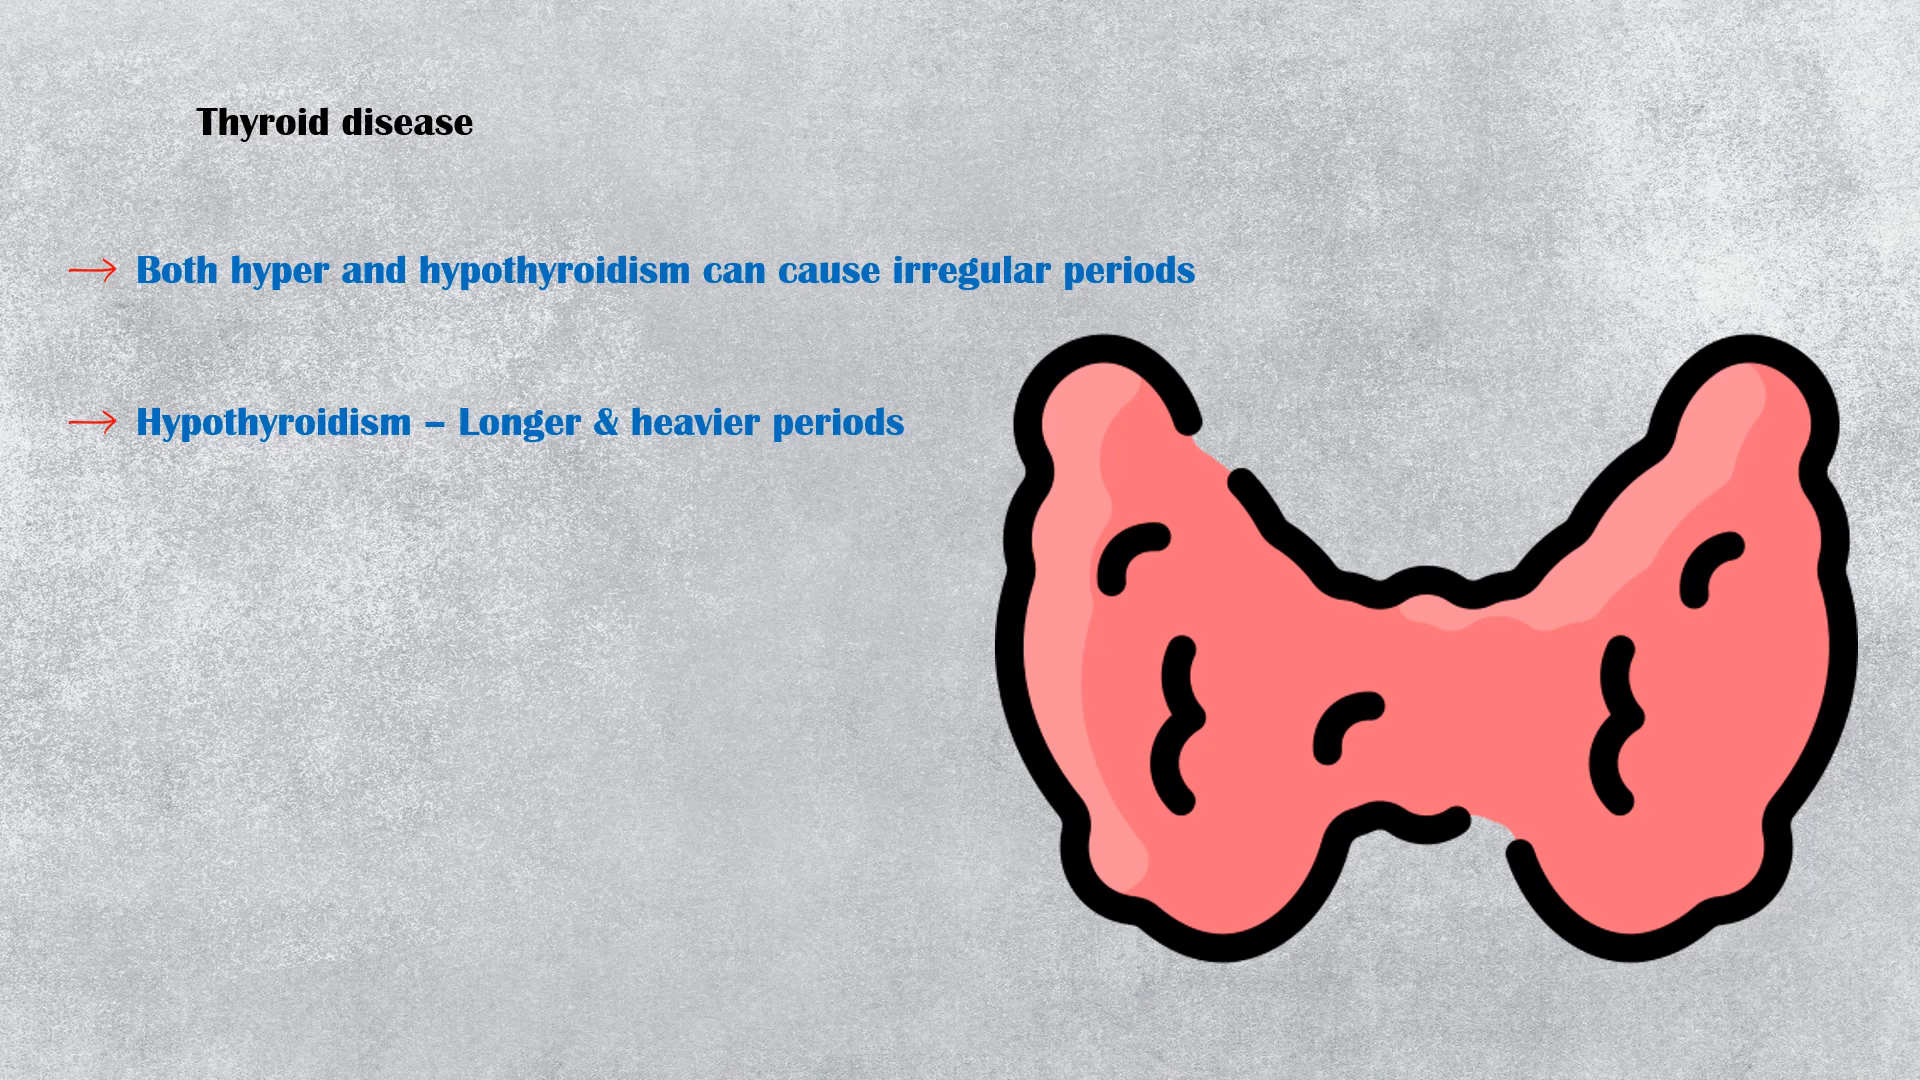 Thyroid disease
Both hyper and hypothyroidism can cause irregular periods
Hypothyroidism – Longer & heavier periods